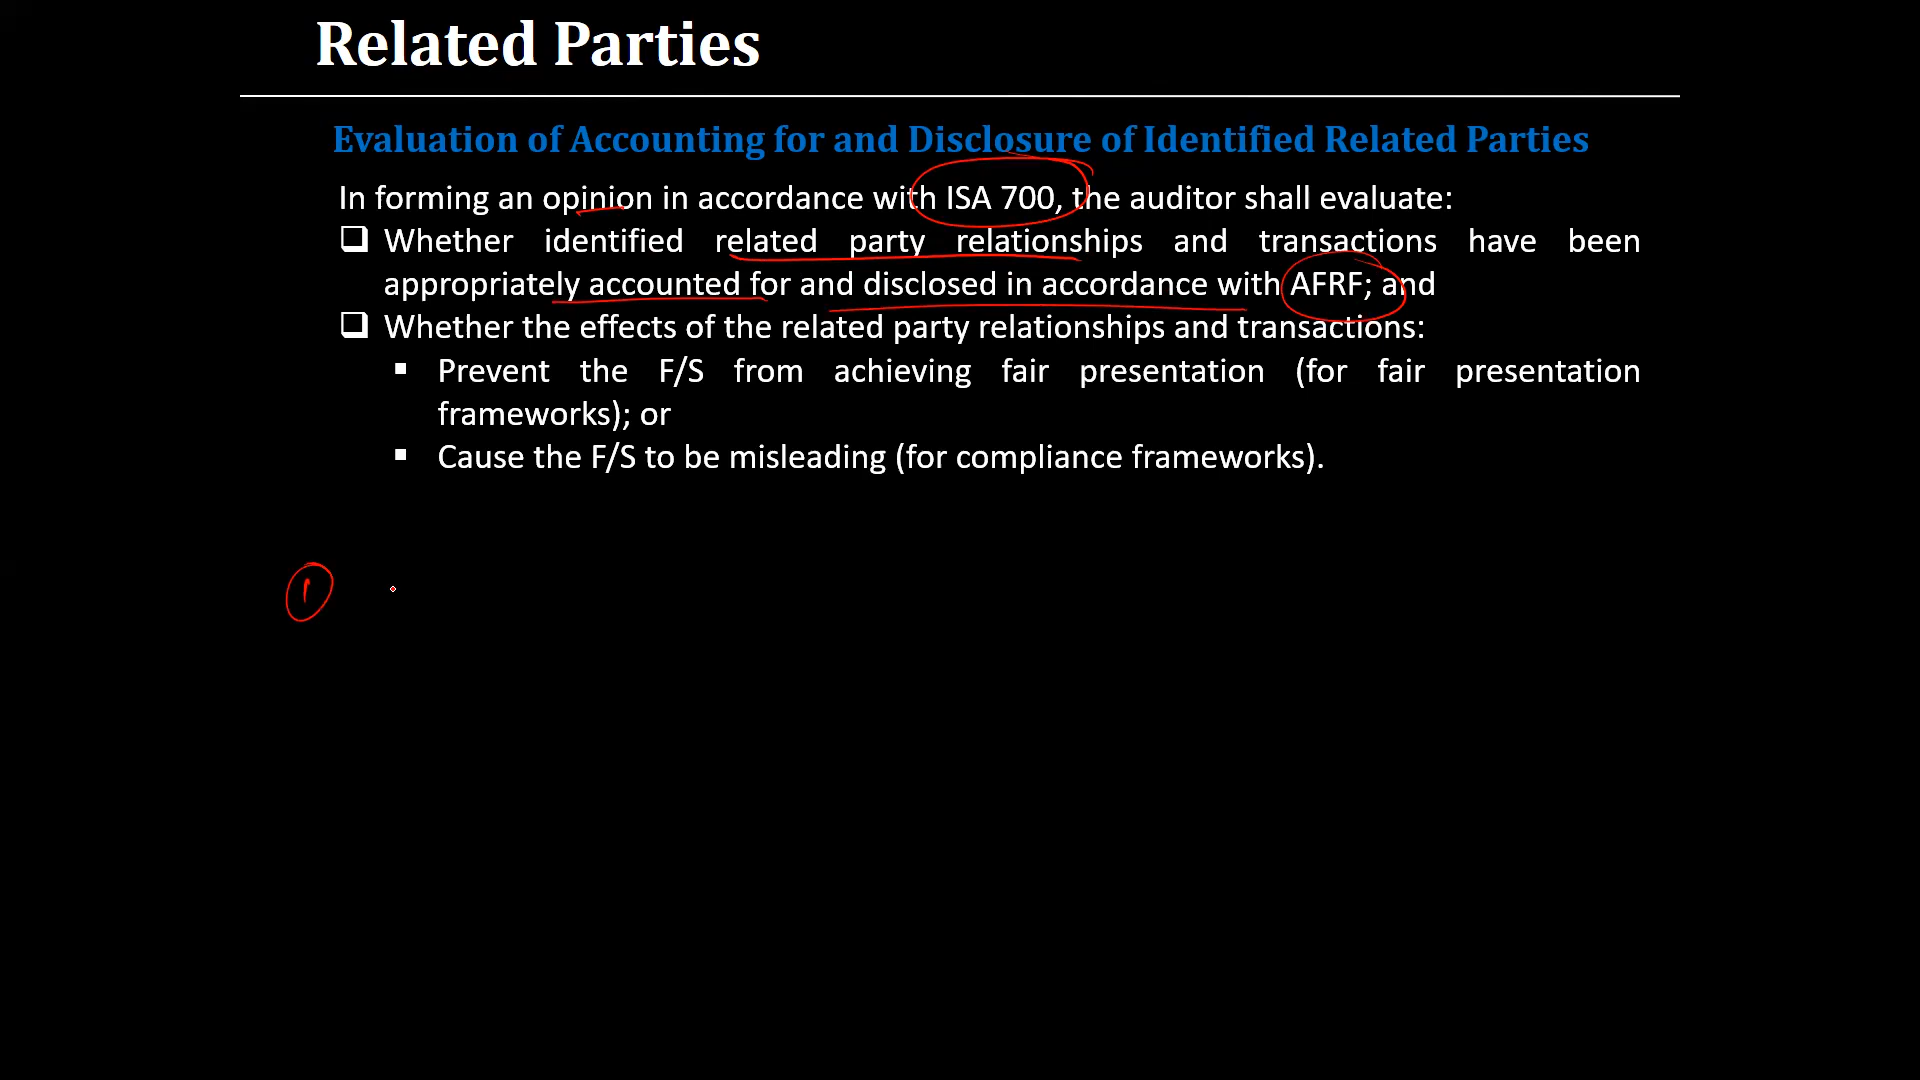 Related Parties
Evaluation of Accounting for and Disclosure of Identified Related Parties
In forming an opinion in accordance with ISA 700, the auditor shall evaluate:
❑ Whether identified related party relationships and transactions have been
appropriately accounted for and disclosed in accordance with AFRF; and
❑ Whether the effects of the related party relationships and transactions:
▪ Prevent the F/S from achieving fair presentation (for fair presentation
frameworks); or
▪ Cause the F/S to be misleading (for compliance frameworks).
1